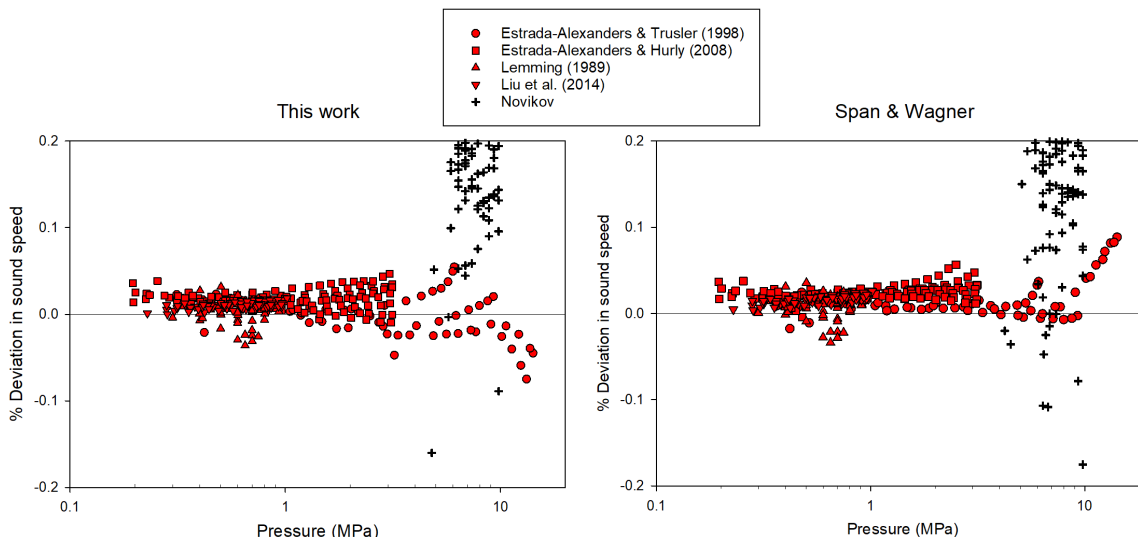 Estrada-Alexanders & Trusler (1998)
Estrada-Alexanders & Hurly (2008)
Lemming (1989)
Liu et al. (2014)
Novikov
This work
Span & Wagner
% Deviation in sound speed
0.2
0.1
0.0
-0.1
-0.2
0.1
1
10
Pressure (MPa)
% Deviation in sound speed
0.2
0.1
0.0
-0.1
-0.2
0.1
1
10
Pressure (MPa)